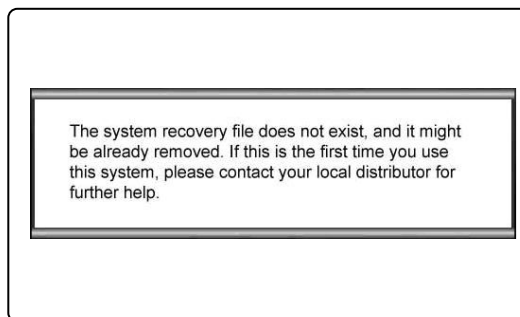 The system recovery file does not exist, and it might
be already removed. If this is the first time you use
this system, please contact your local distributor for
further help.